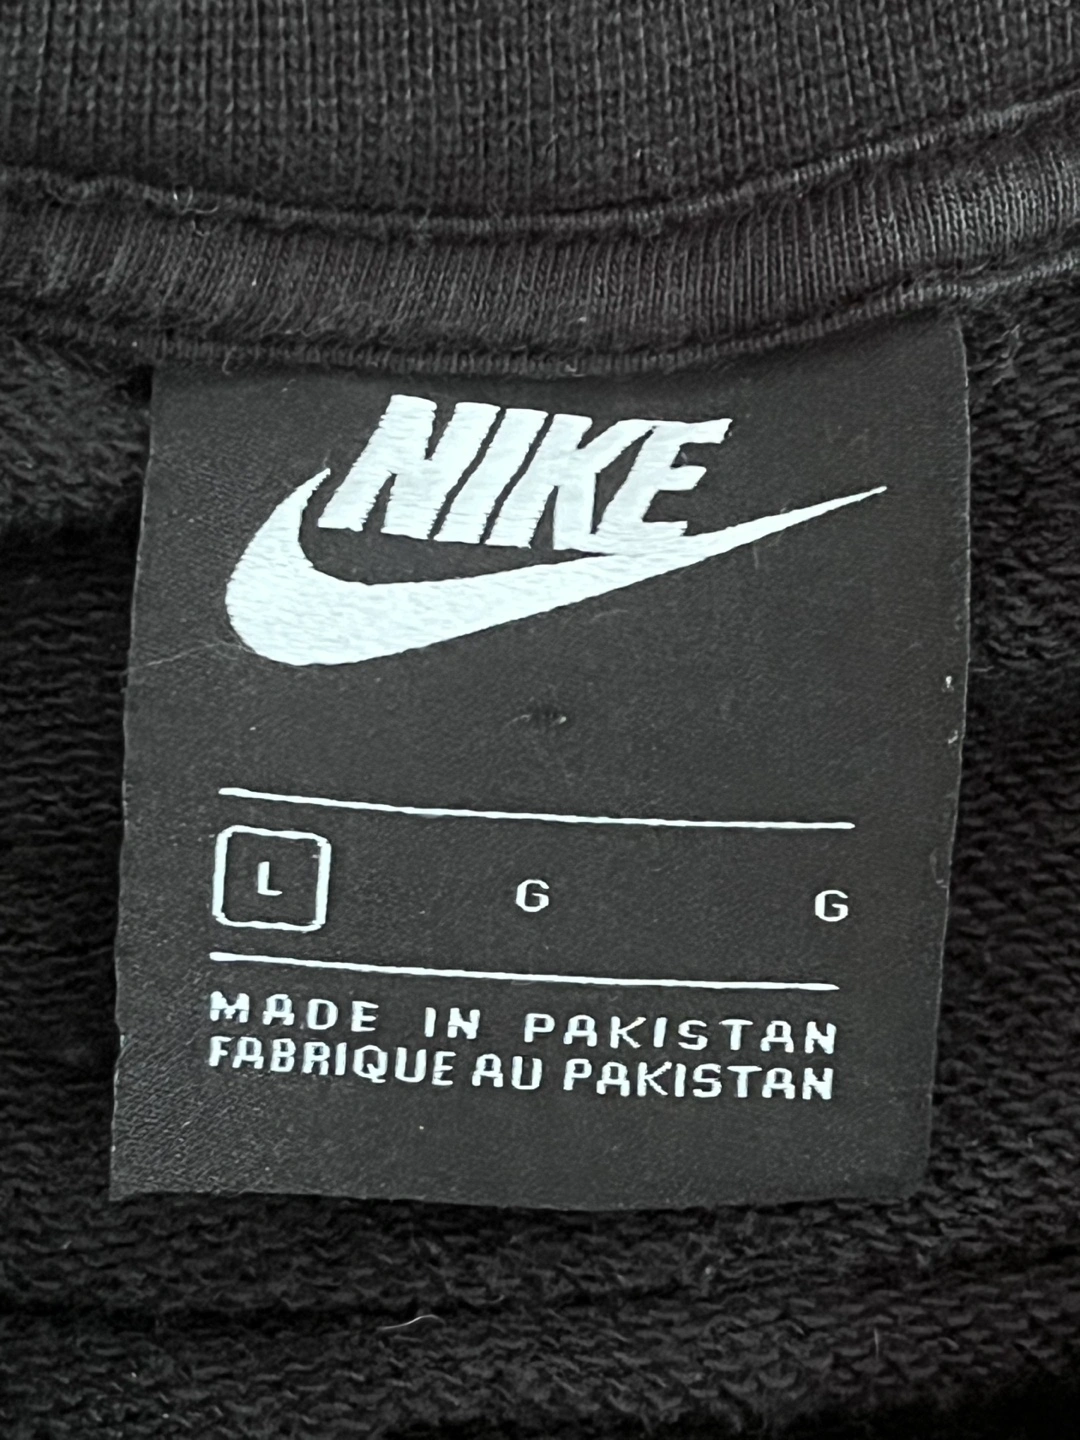 NIKE
L G G
MADE IN PAKISTAN
FABRIQUE AU PAKISTAN